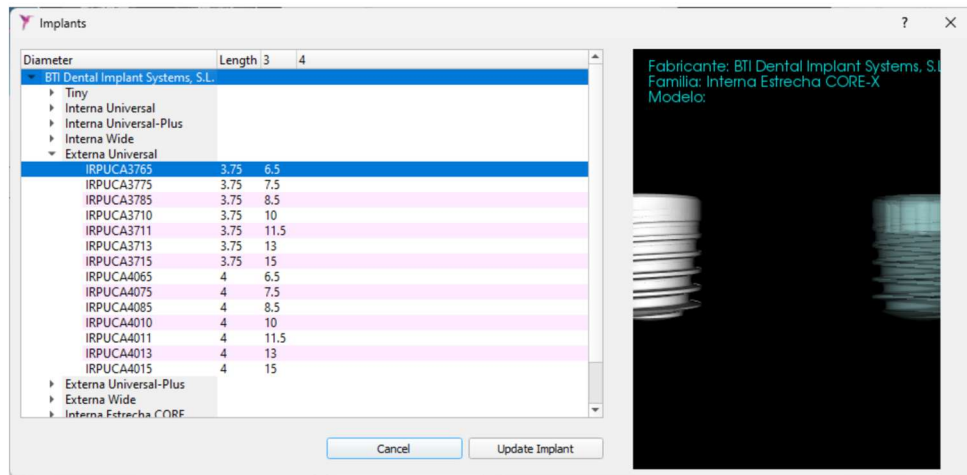 Implants
? ×
Diameter Length 3 4
BTI Dental Implant Systems, S.L.
Tiny
Interna Universal
Interna Universal-Plus
Interna Wide
Externa Universal
IRPUCA3765 3.75 6.5
IRPUCA3775 3.75 7.5
IRPUCA3785 3.75 8.5
IRPUCA3710 3.75 10
IRPUCA3711 3.75 11.5
IRPUCA3713 3.75 13
IRPUCA3715 3.75 15
IRPUCA4065 4 6.5
IRPUCA4075 4 7.5
IRPUCA4085 4 8.5
IRPUCA4010 4 10
IRPUCA4011 4 11.5
IRPUCA4013 4 13
IRPUCA4015 4 15
Externa Universal-Plus
Externa Wide
Interna Estrecha CORE
Cancel Update Implant
Fabricante: BTI Dental Implant Systems, S.L
Familia: Interna Estrecha CORE-X
Modelo: